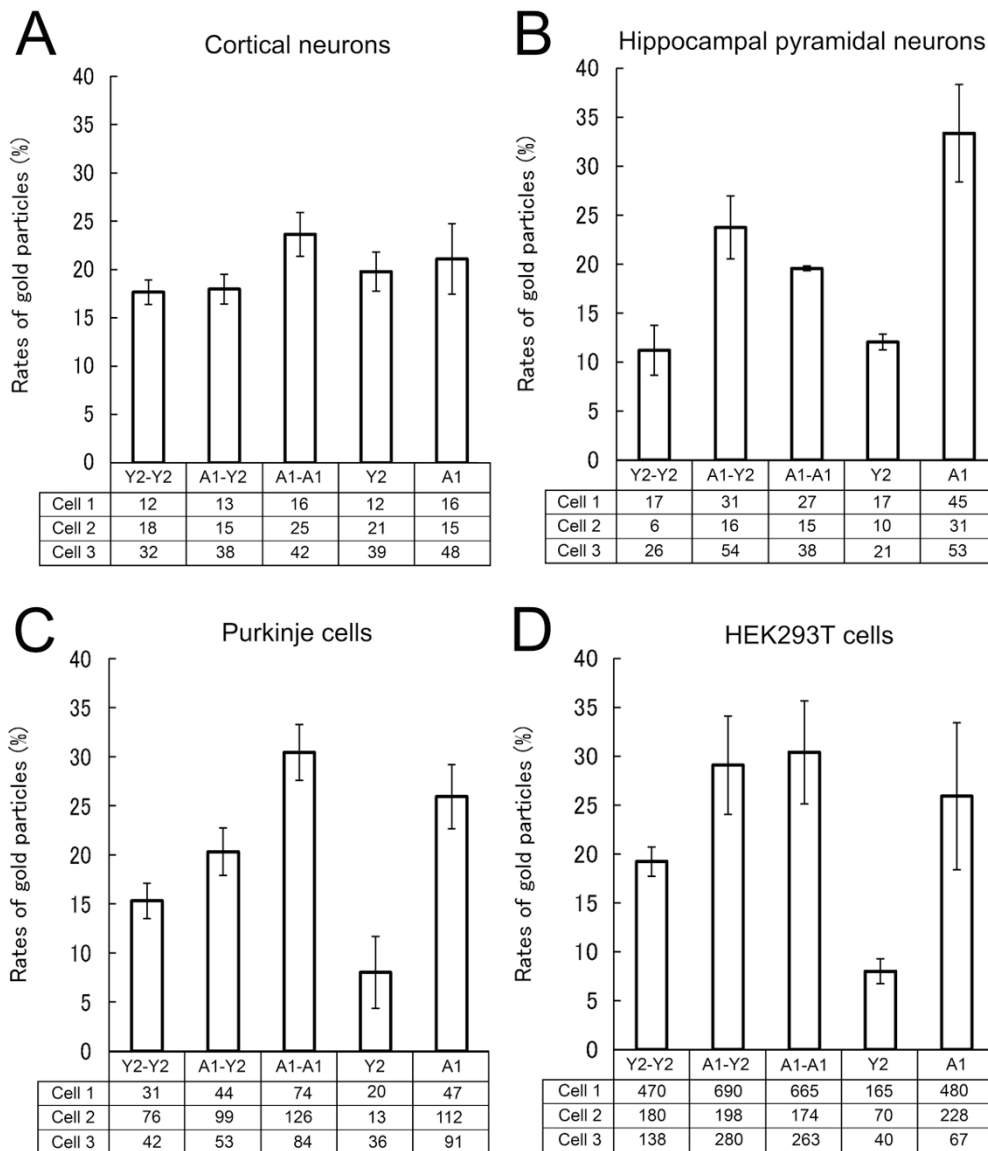 A
Cortical neurons
Rates of gold particles (%)
40
35
30
25
20
15
10
5
0
Y2-Y2 A1-Y2 A1-A1 Y2 A1
Cell 1 12 13 16 12 16
Cell 2 18 15 25 21 15
Cell 3 32 38 42 39 48
B
Hippocampal pyramidal neurons
Rates of gold particles (%)
40
35
30
25
20
15
10
5
0
Y2-Y2 A1-Y2 A1-A1 Y2 A1
Cell 1 17 31 27 17 45
Cell 2 6 16 15 10 31
Cell 3 26 54 38 21 53
C
Purkinje cells
Rates of gold particles (%)
40
35
30
25
20
15
10
5
0
Y2-Y2 A1-Y2 A1-A1 Y2 A1
Cell 1 31 44 74 20 47
Cell 2 76 99 126 13 112
Cell 3 42 53 84 36 91
D
HEK293T cells
Rates of gold particles (%)
40
35
30
25
20
15
10
5
0
Y2-Y2 A1-Y2 A1-A1 Y2 A1
Cell 1 470 690 665 165 480
Cell 2 180 198 174 70 228
Cell 3 138 280 263 40 67